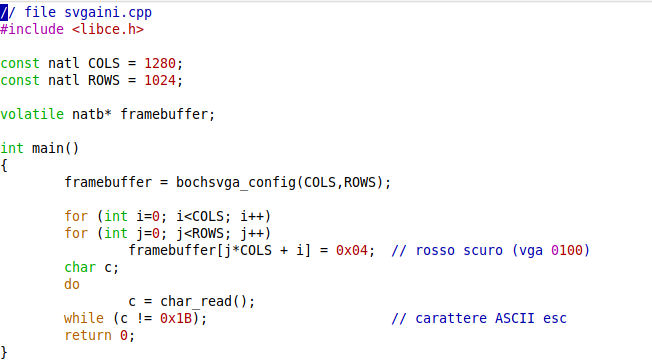 // file svgaini.cpp
#include <libce.h>

const natl COLS = 1280;
const natl ROWS = 1024;

volatile natb* framebuffer;

int main()
{
        framebuffer = bochsvga_config(COLS,ROWS);

        for (int i=0; i<COLS; i++)
        for (int j=0; j<ROWS; j++)
                framebuffer[j*COLS + i] = 0x04;  // rosso scuro (vga 0100)
        char c;
        do
                c = char_read();
        while (c != 0x1B);                       // carattere ASCII esc
        return 0;
}